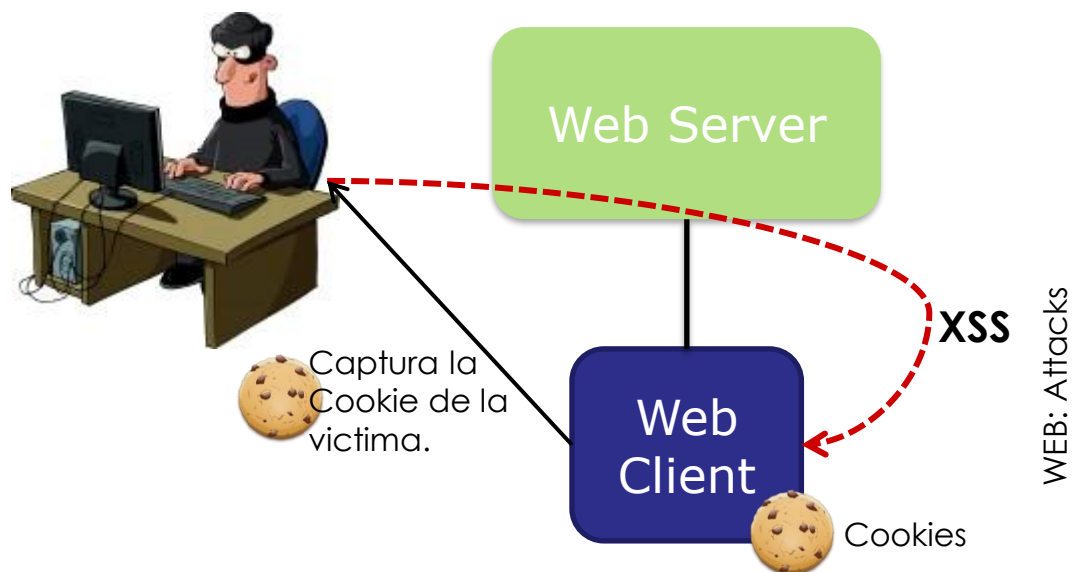 Web Server
XSS
Captura la
Cookie de la
victima.
Web
Client
Cookies
WEB: Attacks